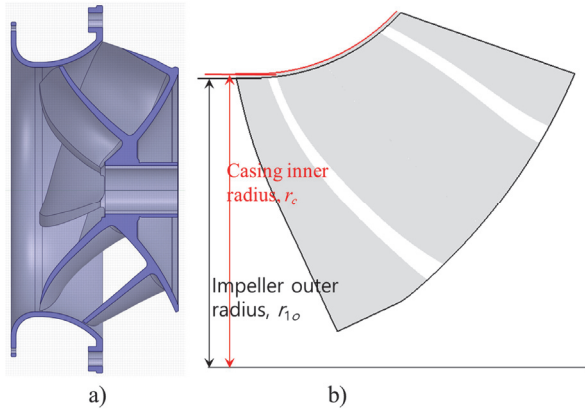 Casing inner
radius, r_c
Impeller outer
radius, r_1o
a)
b)